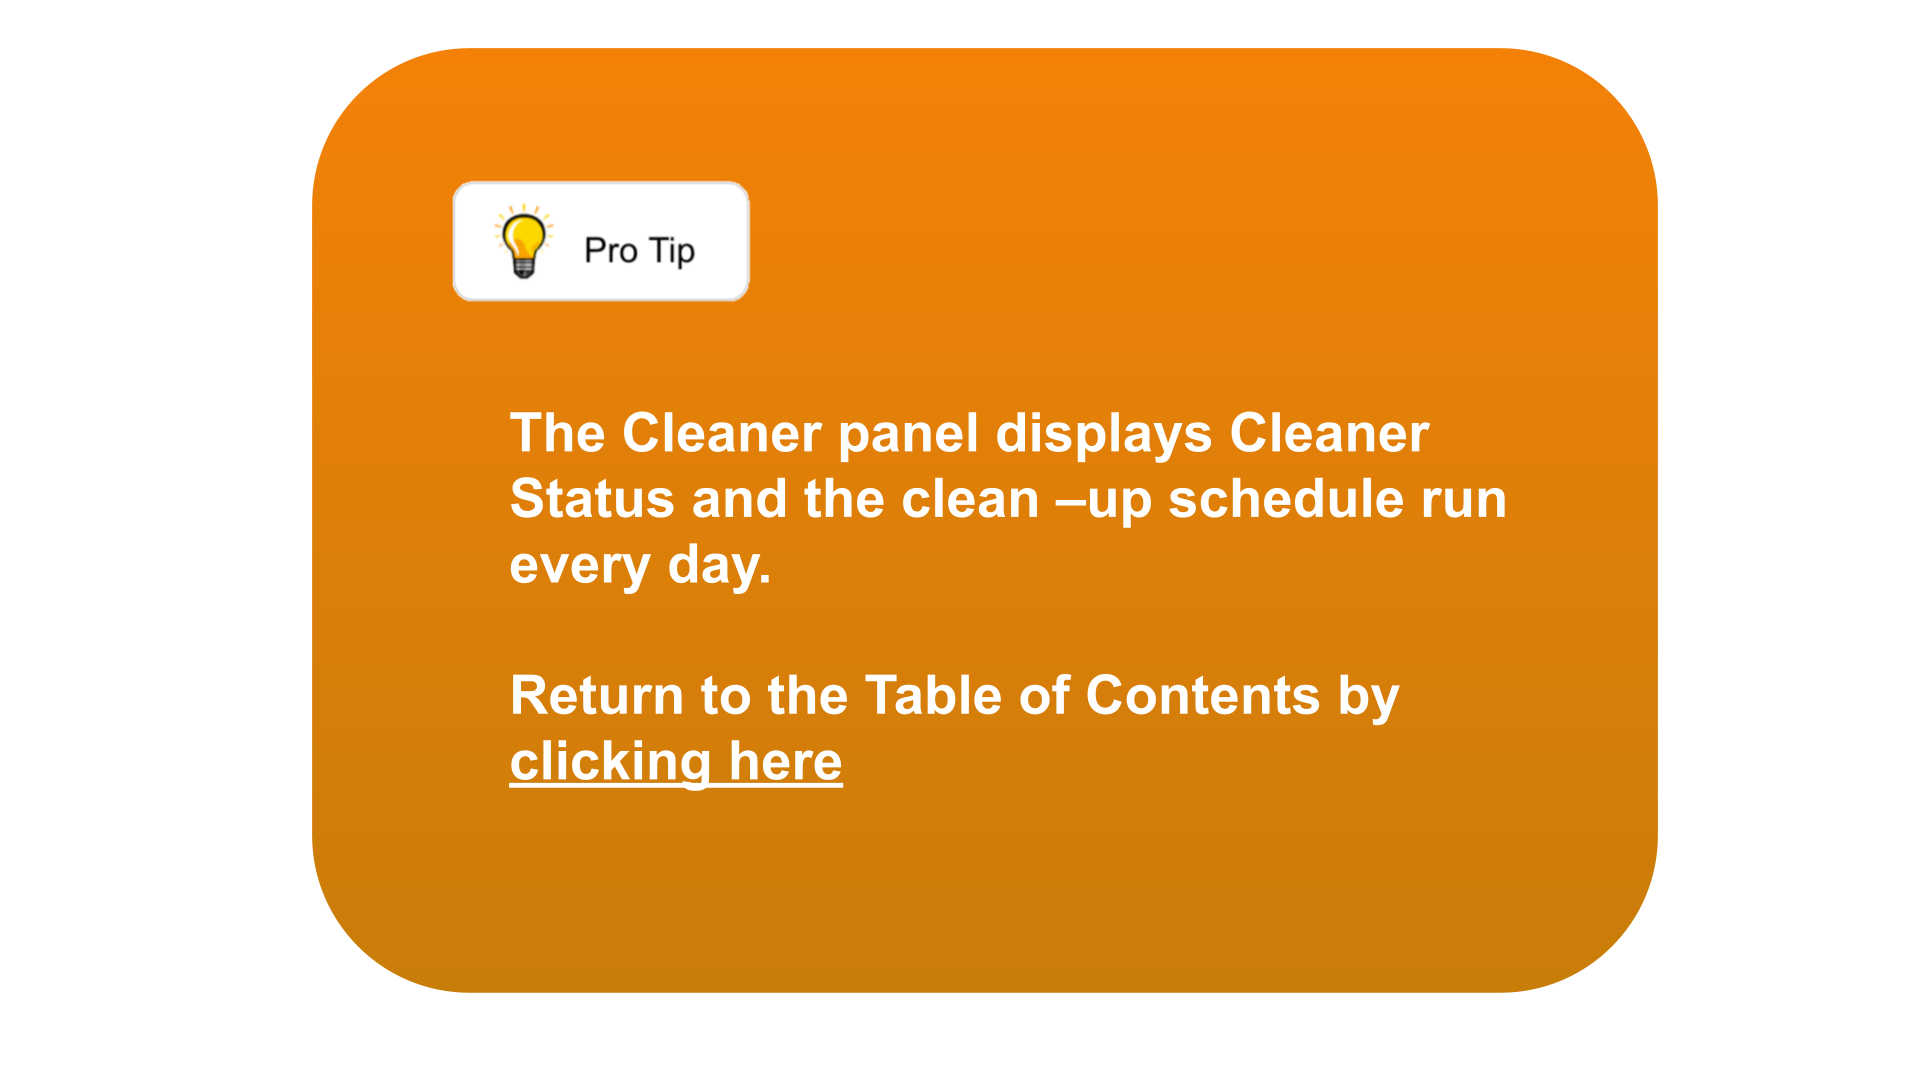 Pro Tip
The Cleaner panel displays Cleaner
Status and the clean –up schedule run
every day.
Return to the Table of Contents by
clicking here